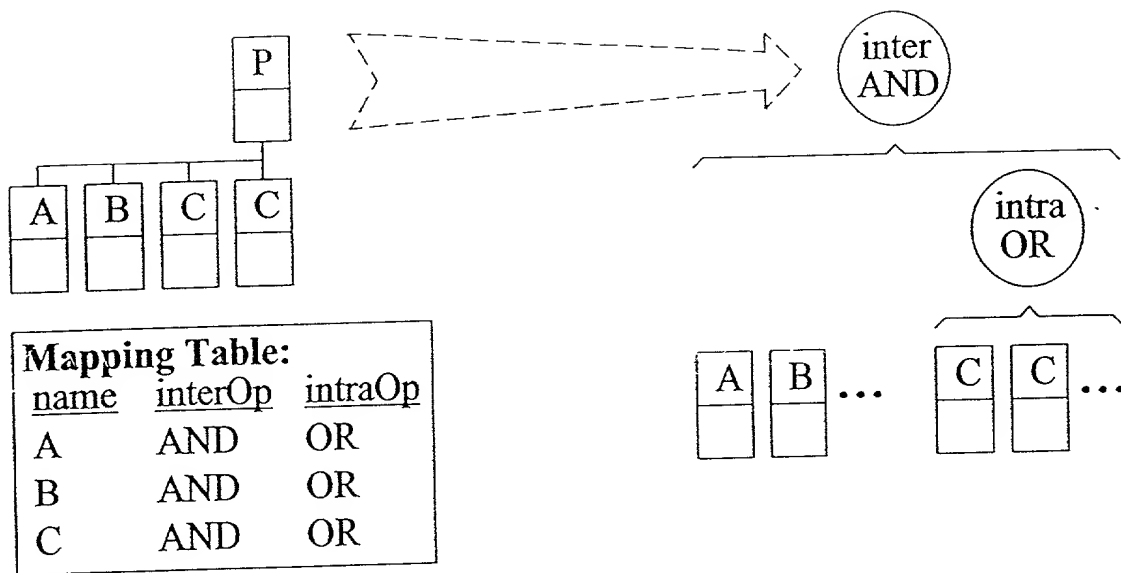 P
A B C C
inter
AND
intra
OR
A B ... C C ...
Mapping Table:
name interOp intraOp
A AND OR
B AND OR
C AND OR